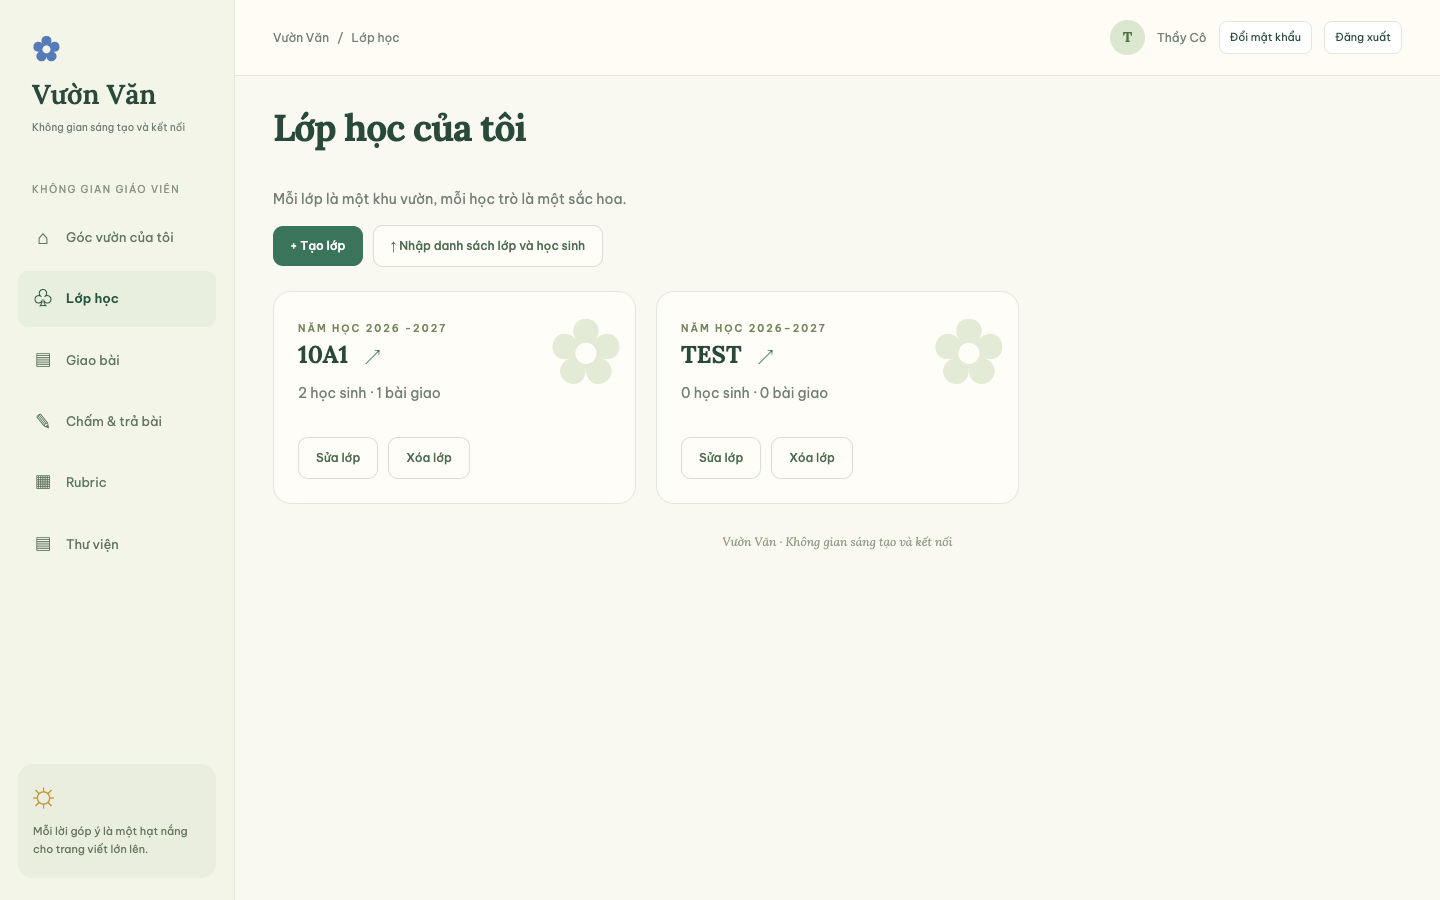 Vườn Văn
Không gian sáng tạo và kết nối
KHÔNG GIAN GIÁO VIÊN
Góc vườn của tôi
Lớp học
Giao bài
Chấm & trả bài
Rubric
Thư viện
Mỗi lời góp ý là một hạt nắng
cho trang viết lớn lên.
Vườn Văn / Lớp học
T Thầy Cô Đổi mật khẩu Đăng xuất
Lớp học của tôi
Mỗi lớp là một khu vườn, mỗi học trò là một sắc hoa.
+ Tạo lớp ↑ Nhập danh sách lớp và học sinh
NĂM HỌC 2026 -2027
10A1 ↗
2 học sinh · 1 bài giao
Sửa lớp Xóa lớp
NĂM HỌC 2026–2027
TEST ↗
0 học sinh · 0 bài giao
Sửa lớp Xóa lớp
Vườn Văn · Không gian sáng tạo và kết nối